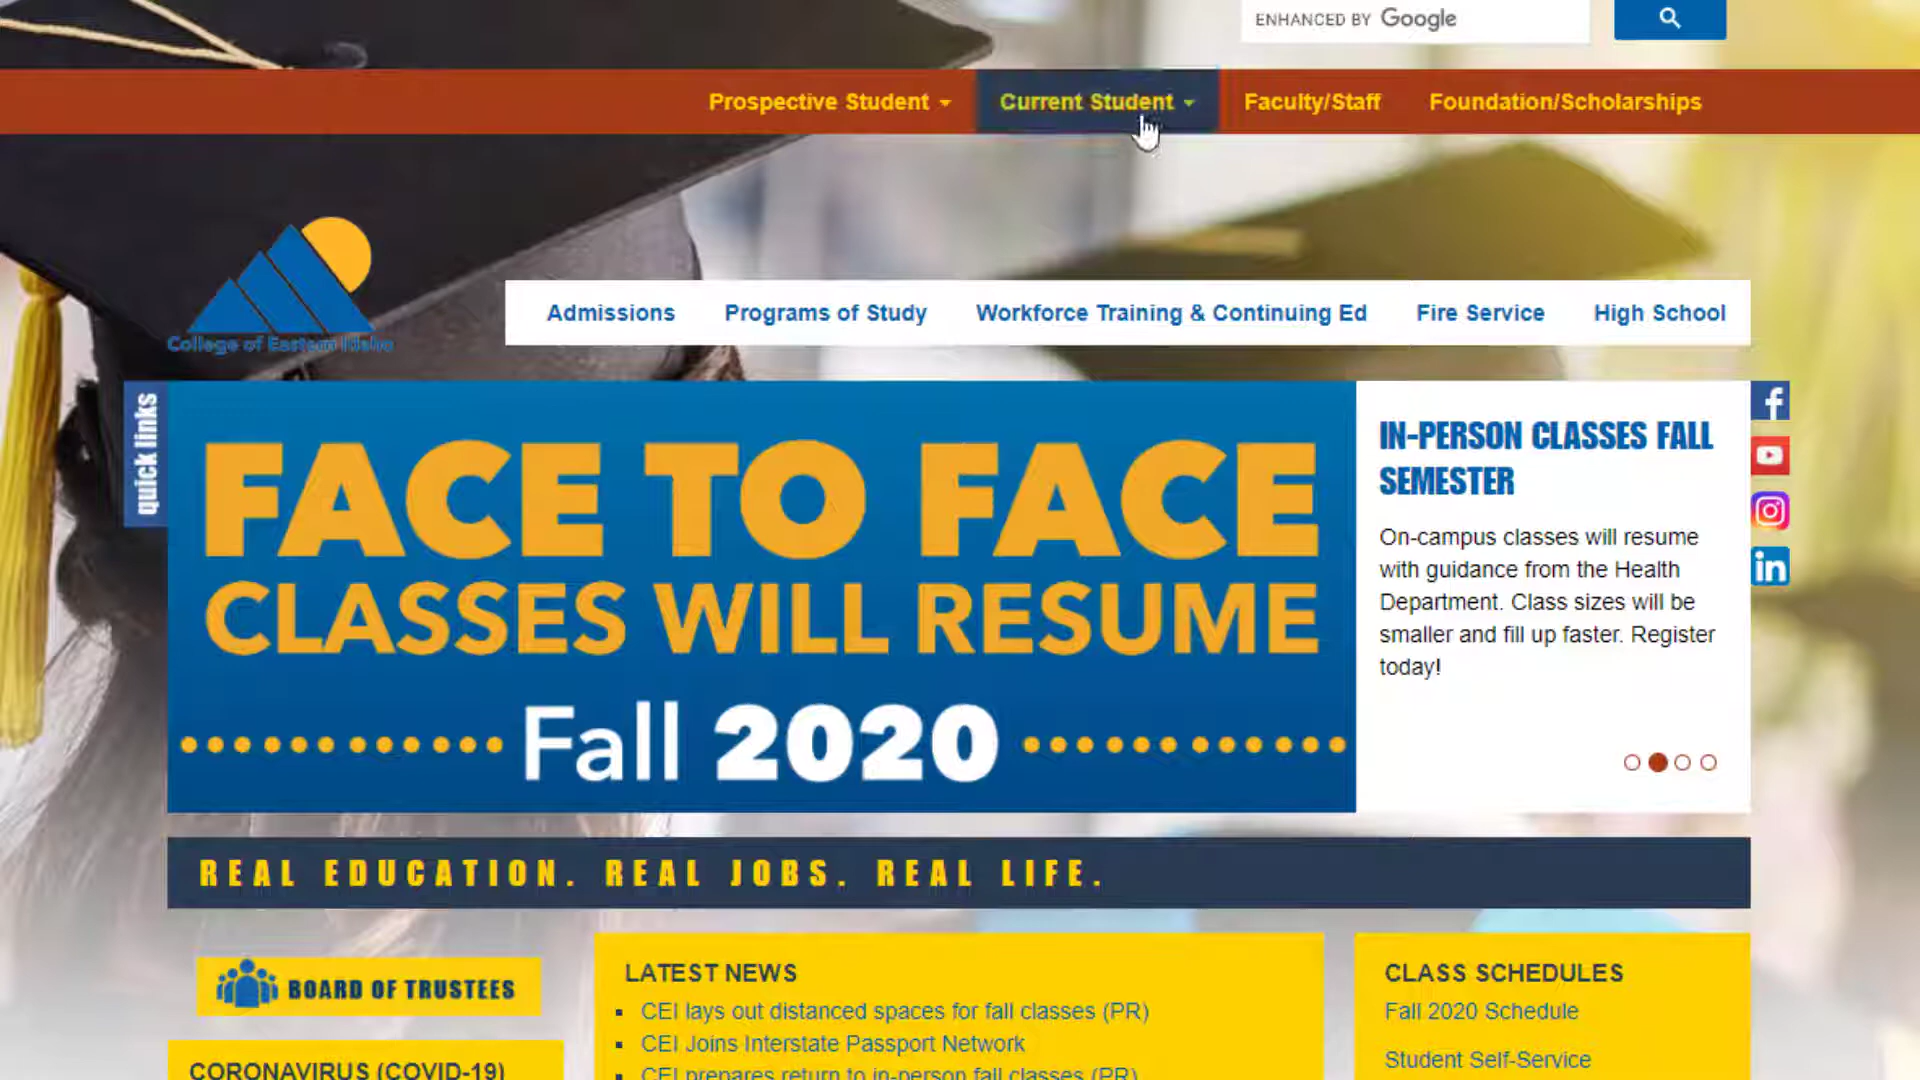 ENHANCED BY Google
Prospective Student
Current Student
Faculty/Staff
Foundation/Scholarships
College of Eastern Idaho
Admissions
Programs of Study
Workforce Training & Continuing Ed
Fire Service
High School
quick links
FACE TO FACE
CLASSES WILL RESUME
Fall 2020
IN-PERSON CLASSES FALL
SEMESTER
On-campus classes will resume
with guidance from the Health
Department. Class sizes will be
smaller and fill up faster. Register
today!
f
in
REAL EDUCATION. REAL JOBS. REAL LIFE.
BOARD OF TRUSTEES
CORONAVIRUS (COVID-19)
LATEST NEWS
CEI lays out distanced spaces for fall classes (PR)
CEI Joins Interstate Passport Network
CEI prepares return to in-person fall classes (PR)
CLASS SCHEDULES
Fall 2020 Schedule
Student Self-Service